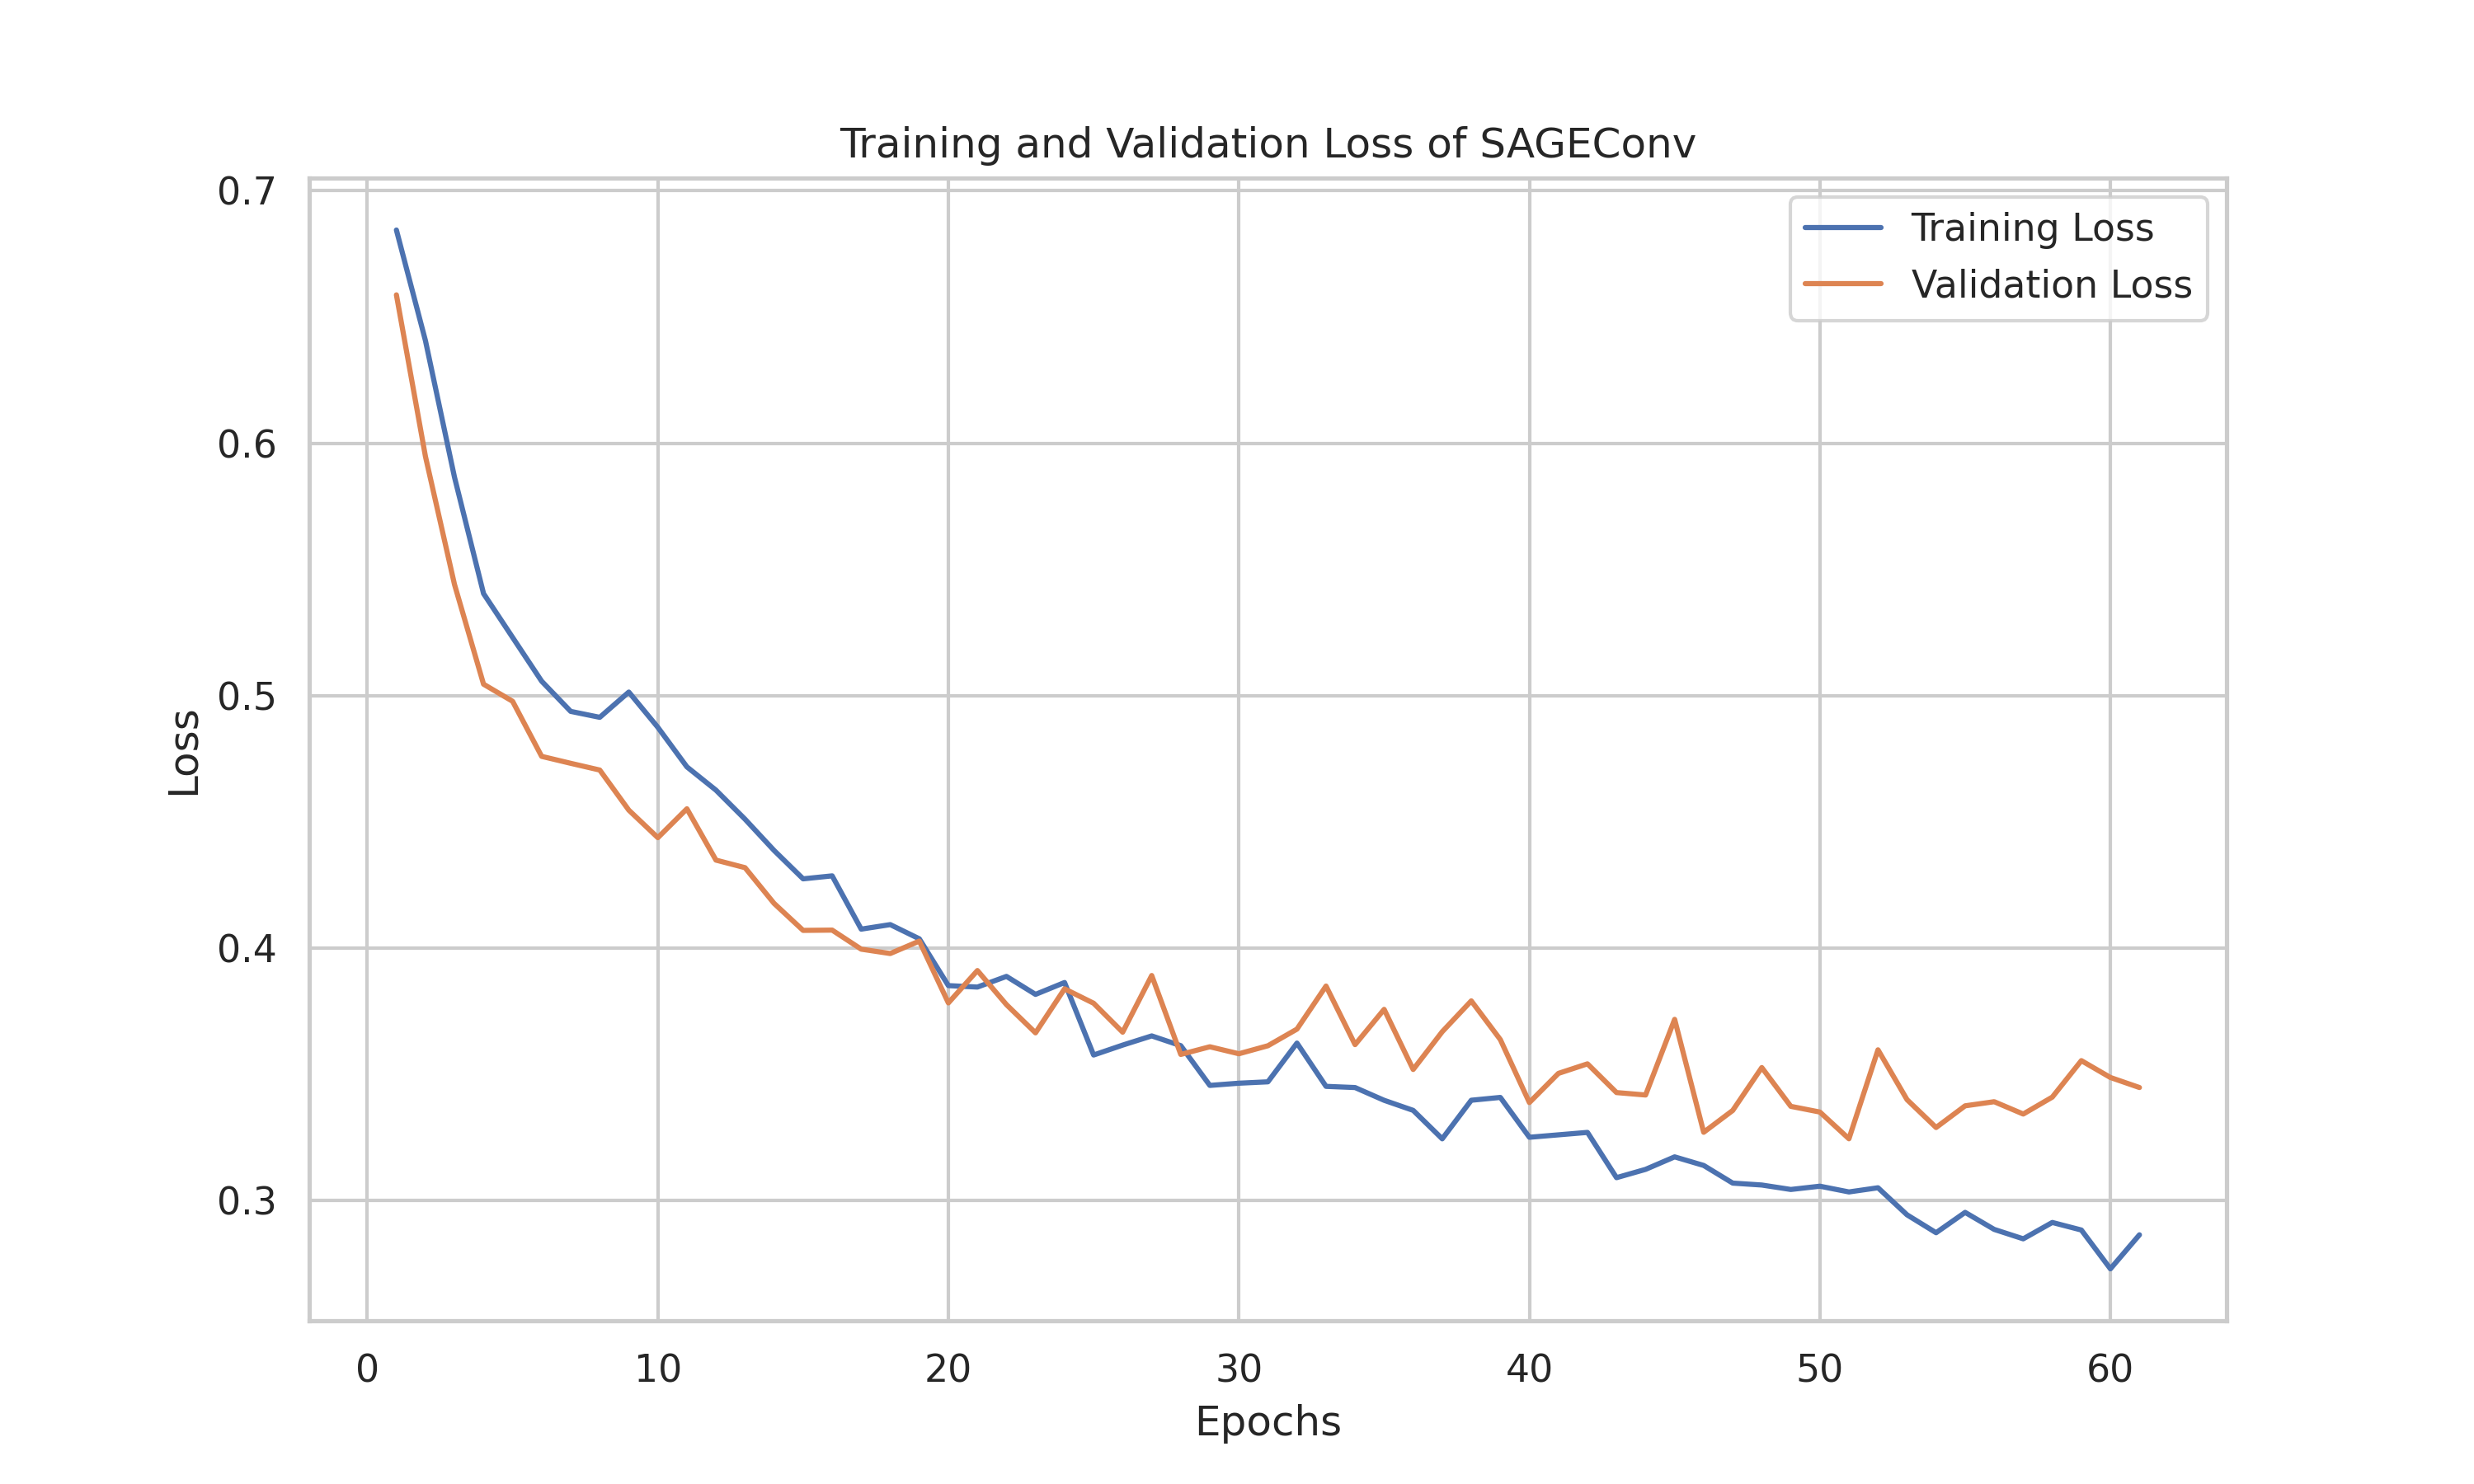 Training and Validation Loss of SAGEConv
Training Loss
Validation Loss
Loss
0.7
0.6
0.5
0.4
0.3
0 10 20 30 40 50 60
Epochs